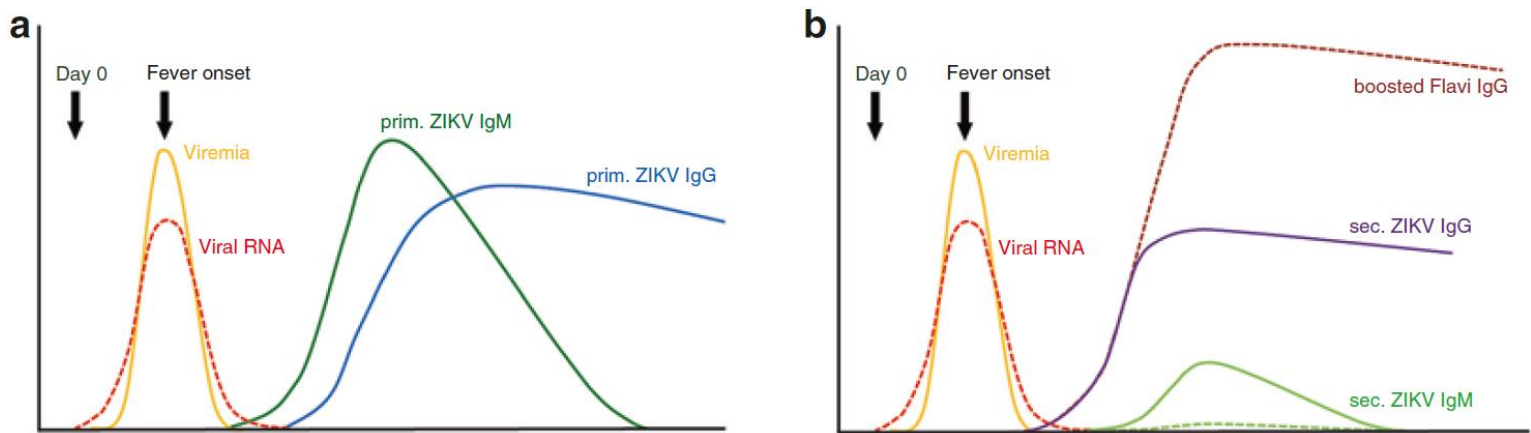 a
Day 0
Fever onset
Viremia
Viral RNA
prim. ZIKV IgM
prim. ZIKV IgG
b
Day 0
Fever onset
Viremia
Viral RNA
boosted Flavi IgG
sec. ZIKV IgG
sec. ZIKV IgM